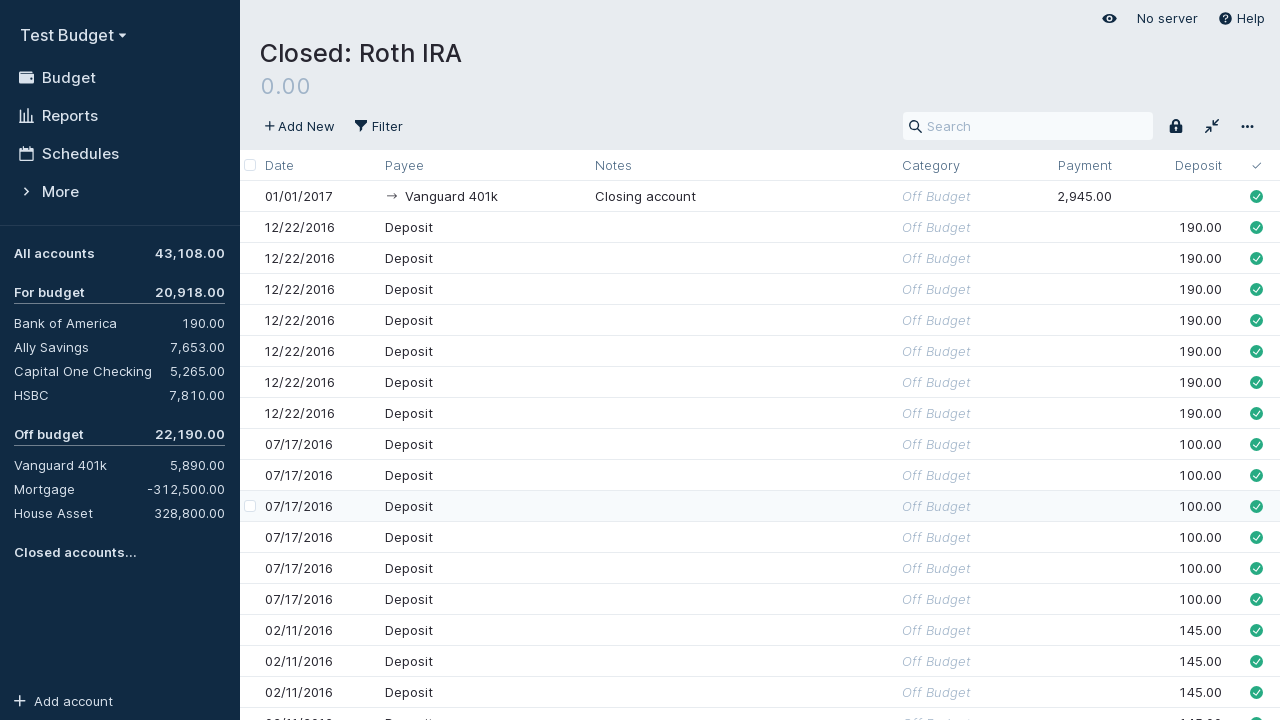 Test Budget
Budget
Reports
Schedules
More
All accounts 43,108.00
For budget 20,918.00
Bank of America 190.00
Ally Savings 7,653.00
Capital One Checking 5,265.00
HSBC 7,810.00
Off budget 22,190.00
Vanguard 401k 5,890.00
Mortgage -312,500.00
House Asset 328,800.00
Closed accounts...
Add account
No server Help
Closed: Roth IRA
0.00
Add New Filter Search
Date Payee Notes Category Payment Deposit
01/01/2017 → Vanguard 401k Closing account Off Budget 2,945.00
12/22/2016 Deposit Off Budget 190.00
12/22/2016 Deposit Off Budget 190.00
12/22/2016 Deposit Off Budget 190.00
12/22/2016 Deposit Off Budget 190.00
12/22/2016 Deposit Off Budget 190.00
12/22/2016 Deposit Off Budget 190.00
12/22/2016 Deposit Off Budget 190.00
07/17/2016 Deposit Off Budget 100.00
07/17/2016 Deposit Off Budget 100.00
07/17/2016 Deposit Off Budget 100.00
07/17/2016 Deposit Off Budget 100.00
07/17/2016 Deposit Off Budget 100.00
07/17/2016 Deposit Off Budget 100.00
02/11/2016 Deposit Off Budget 145.00
02/11/2016 Deposit Off Budget 145.00
02/11/2016 Deposit Off Budget 145.00